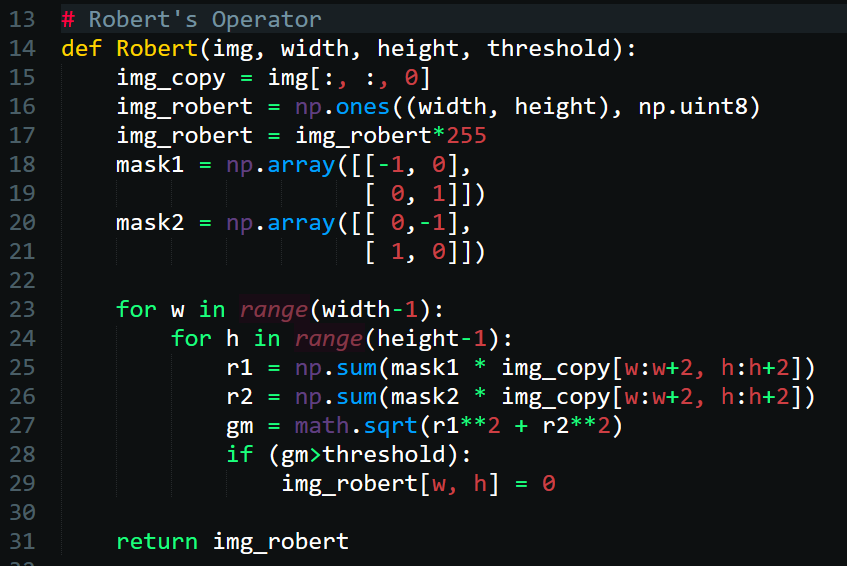 13 # Robert's Operator
14 def Robert(img, width, height, threshold):
15     img_copy = img[:, :, 0]
16     img_robert = np.ones((width, height), np.uint8)
17     img_robert = img_robert*255
18     mask1 = np.array([[-1, 0],
19                       [ 0, 1]])
20     mask2 = np.array([[ 0,-1],
21                       [ 1, 0]])
22
23     for w in range(width-1):
24         for h in range(height-1):
25             r1 = np.sum(mask1 * img_copy[w:w+2, h:h+2])
26             r2 = np.sum(mask2 * img_copy[w:w+2, h:h+2])
27             gm = math.sqrt(r1**2 + r2**2)
28             if (gm>threshold):
29                 img_robert[w, h] = 0
30
31     return img_robert